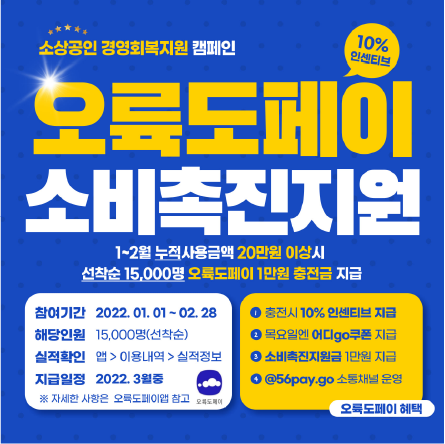 소상공인 경영회복지원 캠페인
10%
인센티브
오륙도페이
소비촉진지원
1~2월 누적사용금액 20만원 이상시
선착순 15,000명 오륙도페이 1만원 충전금 지급
참여기간 2022. 01. 01 ~ 02. 28
해당인원 15,000명(선착순)
실적확인 앱 > 이용내역 > 실적정보
지급일정 2022. 3월중
※ 자세한 사항은 오륙도페이앱 참고
오륙도페이
1 충전시 10% 인센티브 지급
2 목요일엔 어디go쿠폰 지급
3 소비촉진지원금 1만원 지급
4 @56pay.go 소통채널 운영
오륙도페이 혜택